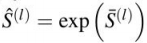 Ŝ⁽ˡ⁾ = exp(S̄⁽ˡ⁾)